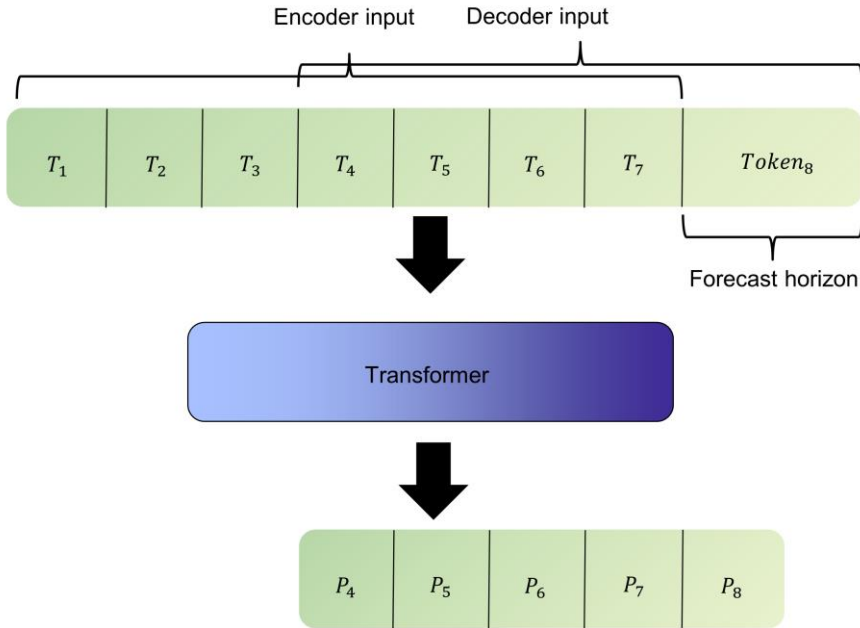 Encoder input Decoder input
T₁ T₂ T₃ T₄ T₅ T₆ T₇ Token₈
Forecast horizon
Transformer
P₄ P₅ P₆ P₇ P₈